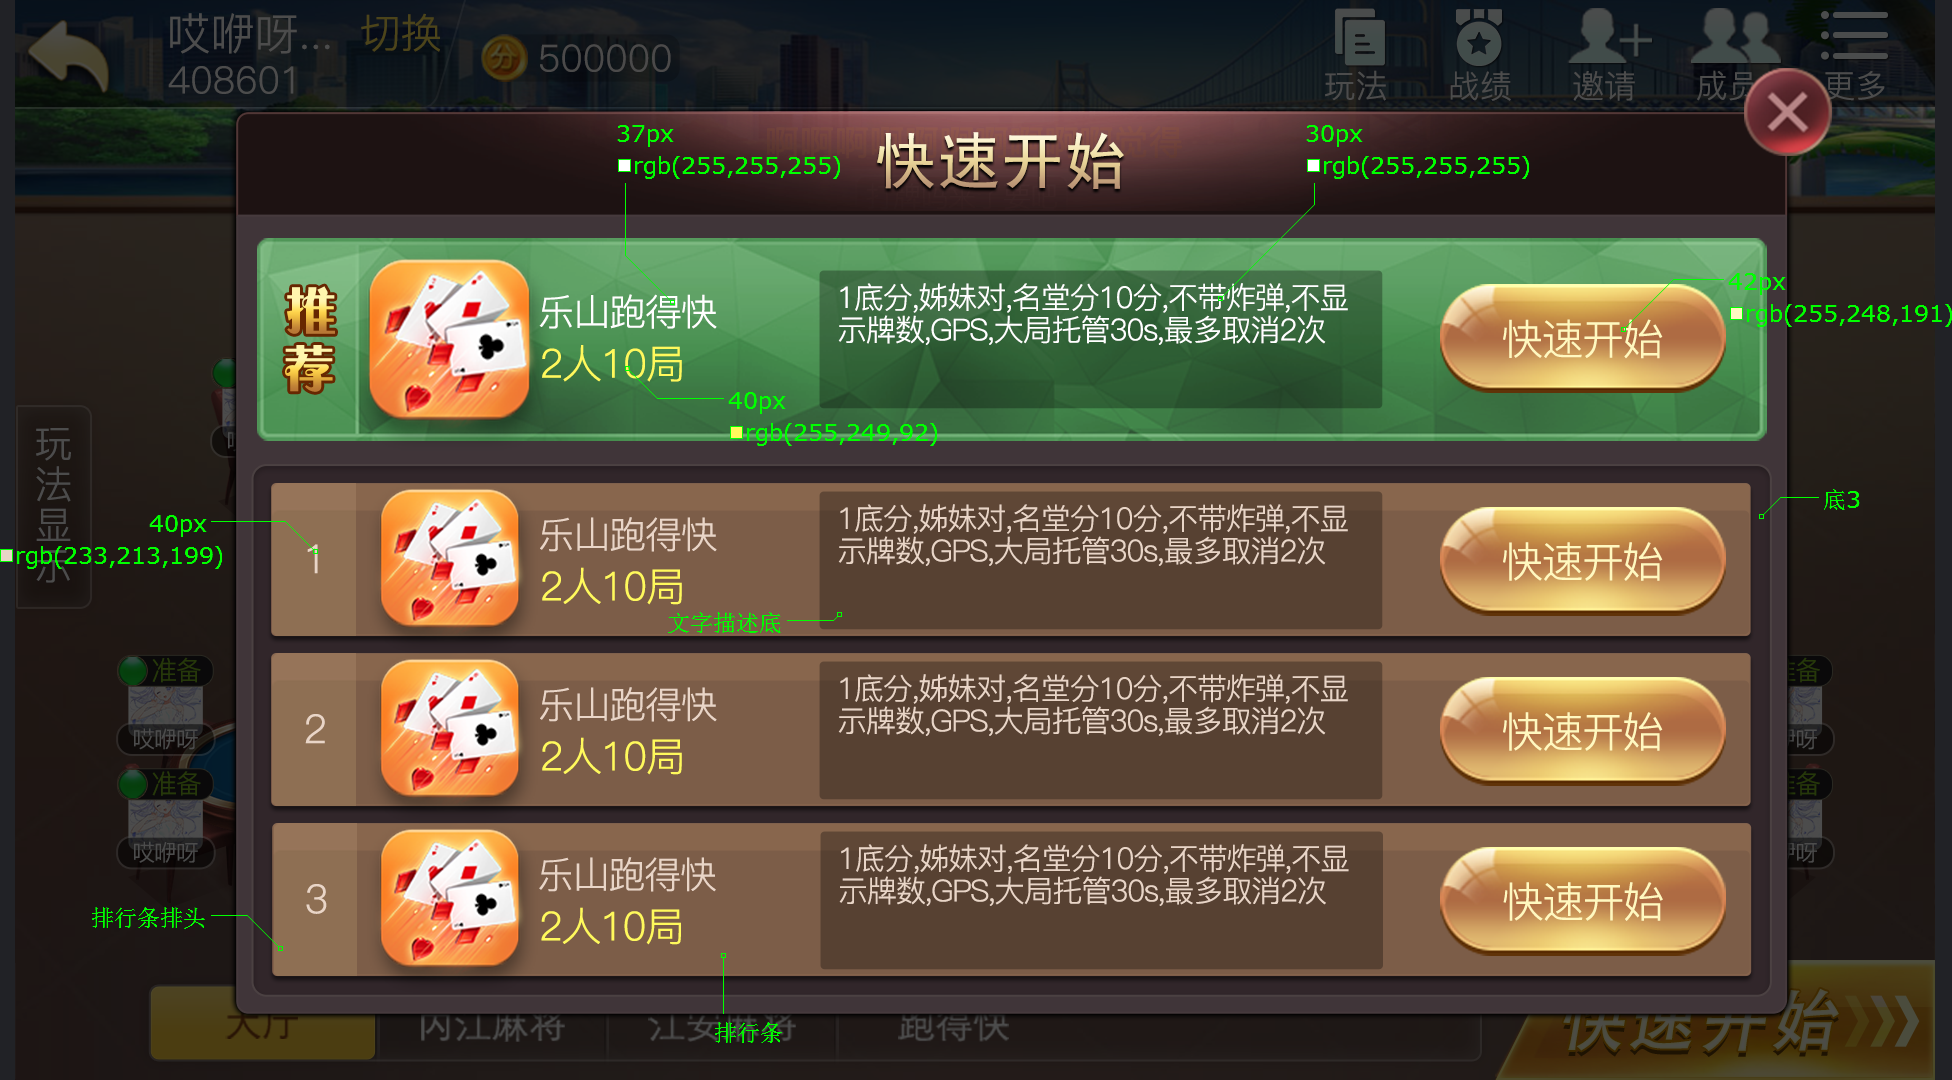 哎咿呀... 切换
408601
500000
玩法
战绩
邀请
成员
更多
37px
rgb(255,255,255)
快速开始
30px
rgb(255,255,255)
推荐
乐山跑得快
2人10局
1底分,姊妹对,名堂分10分,不带炸弹,不显
示牌数,GPS,大局托管30s,最多取消2次
快速开始
42px
rgb(255,248,191)
40px
rgb(255,249,92)
玩法显示
40px
rgb(233,213,199)
底3
1
乐山跑得快
2人10局
1底分,姊妹对,名堂分10分,不带炸弹,不显
示牌数,GPS,大局托管30s,最多取消2次
快速开始
文字描述底
2
乐山跑得快
2人10局
1底分,姊妹对,名堂分10分,不带炸弹,不显
示牌数,GPS,大局托管30s,最多取消2次
快速开始
准备
哎咿呀
准备
哎咿呀
3
乐山跑得快
2人10局
1底分,姊妹对,名堂分10分,不带炸弹,不显
示牌数,GPS,大局托管30s,最多取消2次
快速开始
排行条排头
排行条
大厅
内江麻将
江安麻将
跑得快
快速开始